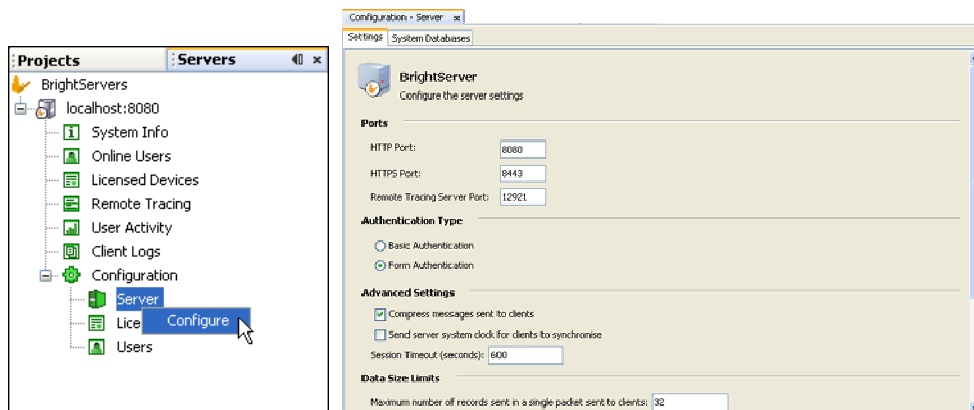 Projects
Servers
BrightServers
localhost:8080
System Info
Online Users
Licensed Devices
Remote Tracing
User Activity
Client Logs
Configuration
Server
Configure
Users
Configuration - Server
Settings
System Databases
BrightServer
Configure the server settings
Ports
HTTP Port: 8080
HTTPS Port: 8443
Remote Tracing Server Port: 12921
Authentication Type
Basic Authentication
Form Authentication
Advanced Settings
Compress messages sent to clients
Send server system clock for clients to synchronise
Session Timeout (seconds): 600
Data Size Limits
Maximum number of records sent in a single packet sent to clients: 32